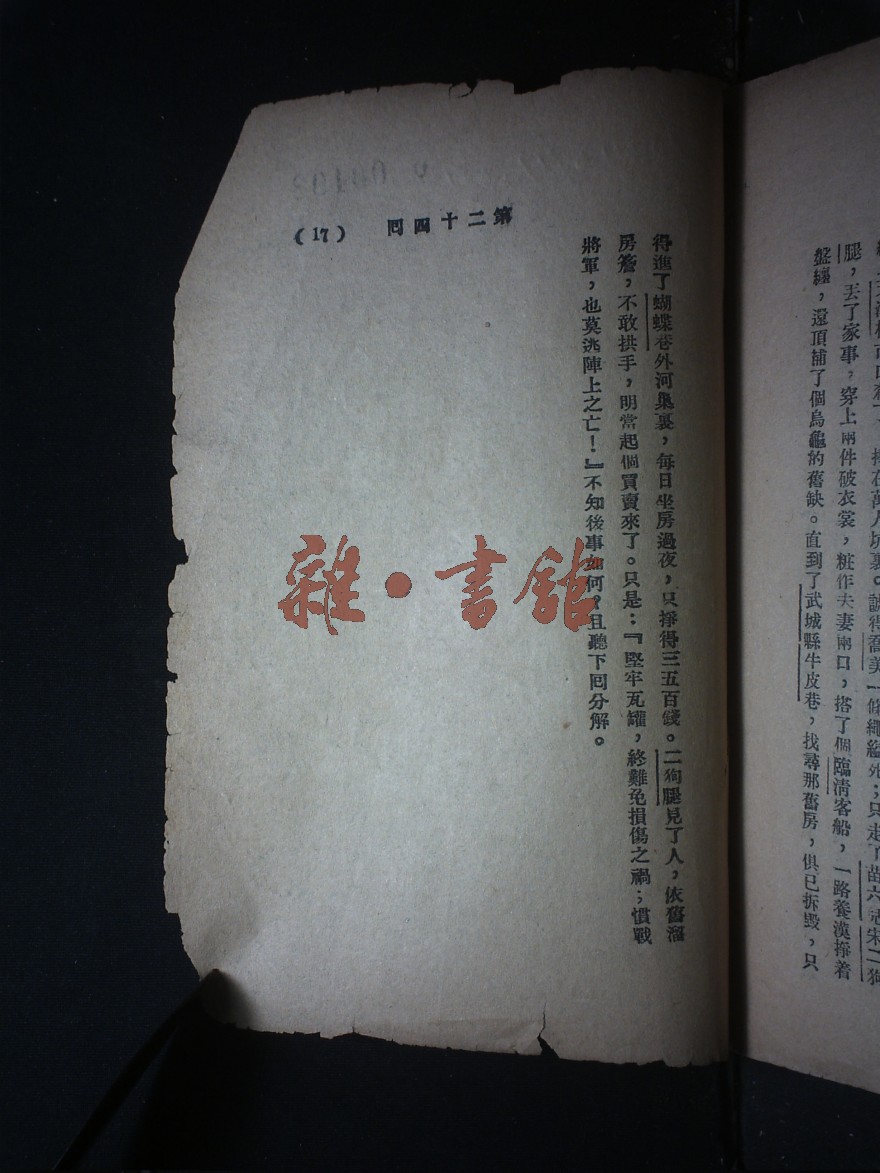 腿，丟了家事，穿上兩件破衣裳，粧作夫妻兩口，搭了個臨清客船，一路養漢掙着
盤纏，還頂補了個烏龜的舊缺。直到了武城縣牛皮巷，找尋那舊房，俱已拆毀，只
得進了蝴蝶巷外河集裏，每日坐房過夜，只掙得三五百錢。二狗腿見了人，依舊溜
房簷，不敢拱手，明當起個買賣來了。只是：『堅牢瓦罐，終難免損傷之禍；慣戰
將軍，也莫逃陣上之亡！』不知後事如何？且聽下囘分解。
第二十四囘
（17）
雜·書館